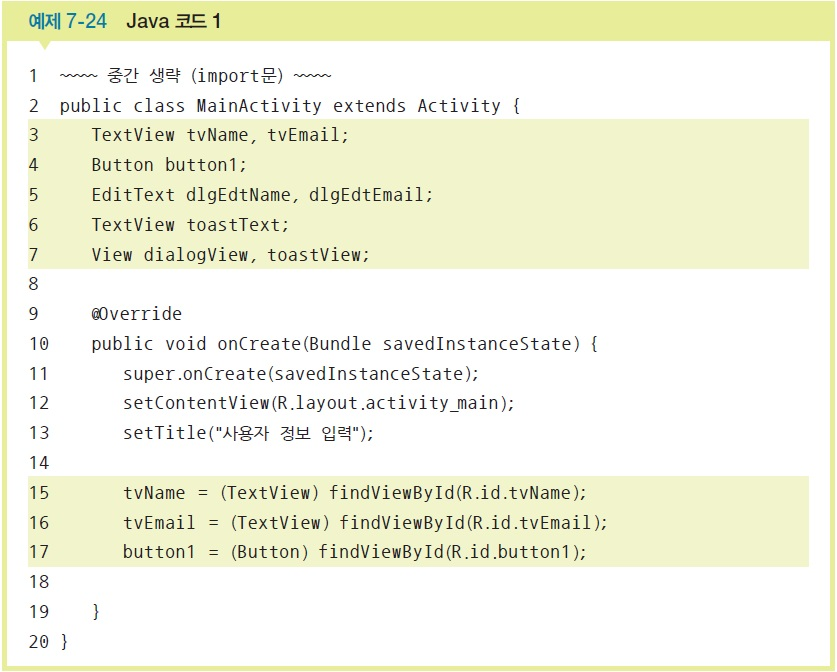 예제 7-24 Java 코드 1
1 ~~~~ 중간 생략 (import문) ~~~~
2 public class MainActivity extends Activity {
3 TextView tvName, tvEmail;
4 Button button1;
5 EditText dlgEdtName, dlgEdtEmail;
6 TextView toastText;
7 View dialogView, toastView;
8
9 @Override
10 public void onCreate(Bundle savedInstanceState) {
11 super.onCreate(savedInstanceState);
12 setContentView(R.layout.activity_main);
13 setTitle("사용자 정보 입력");
14
15 tvName = (TextView) findViewById(R.id.tvName);
16 tvEmail = (TextView) findViewById(R.id.tvEmail);
17 button1 = (Button) findViewById(R.id.button1);
18
19 }
20 }